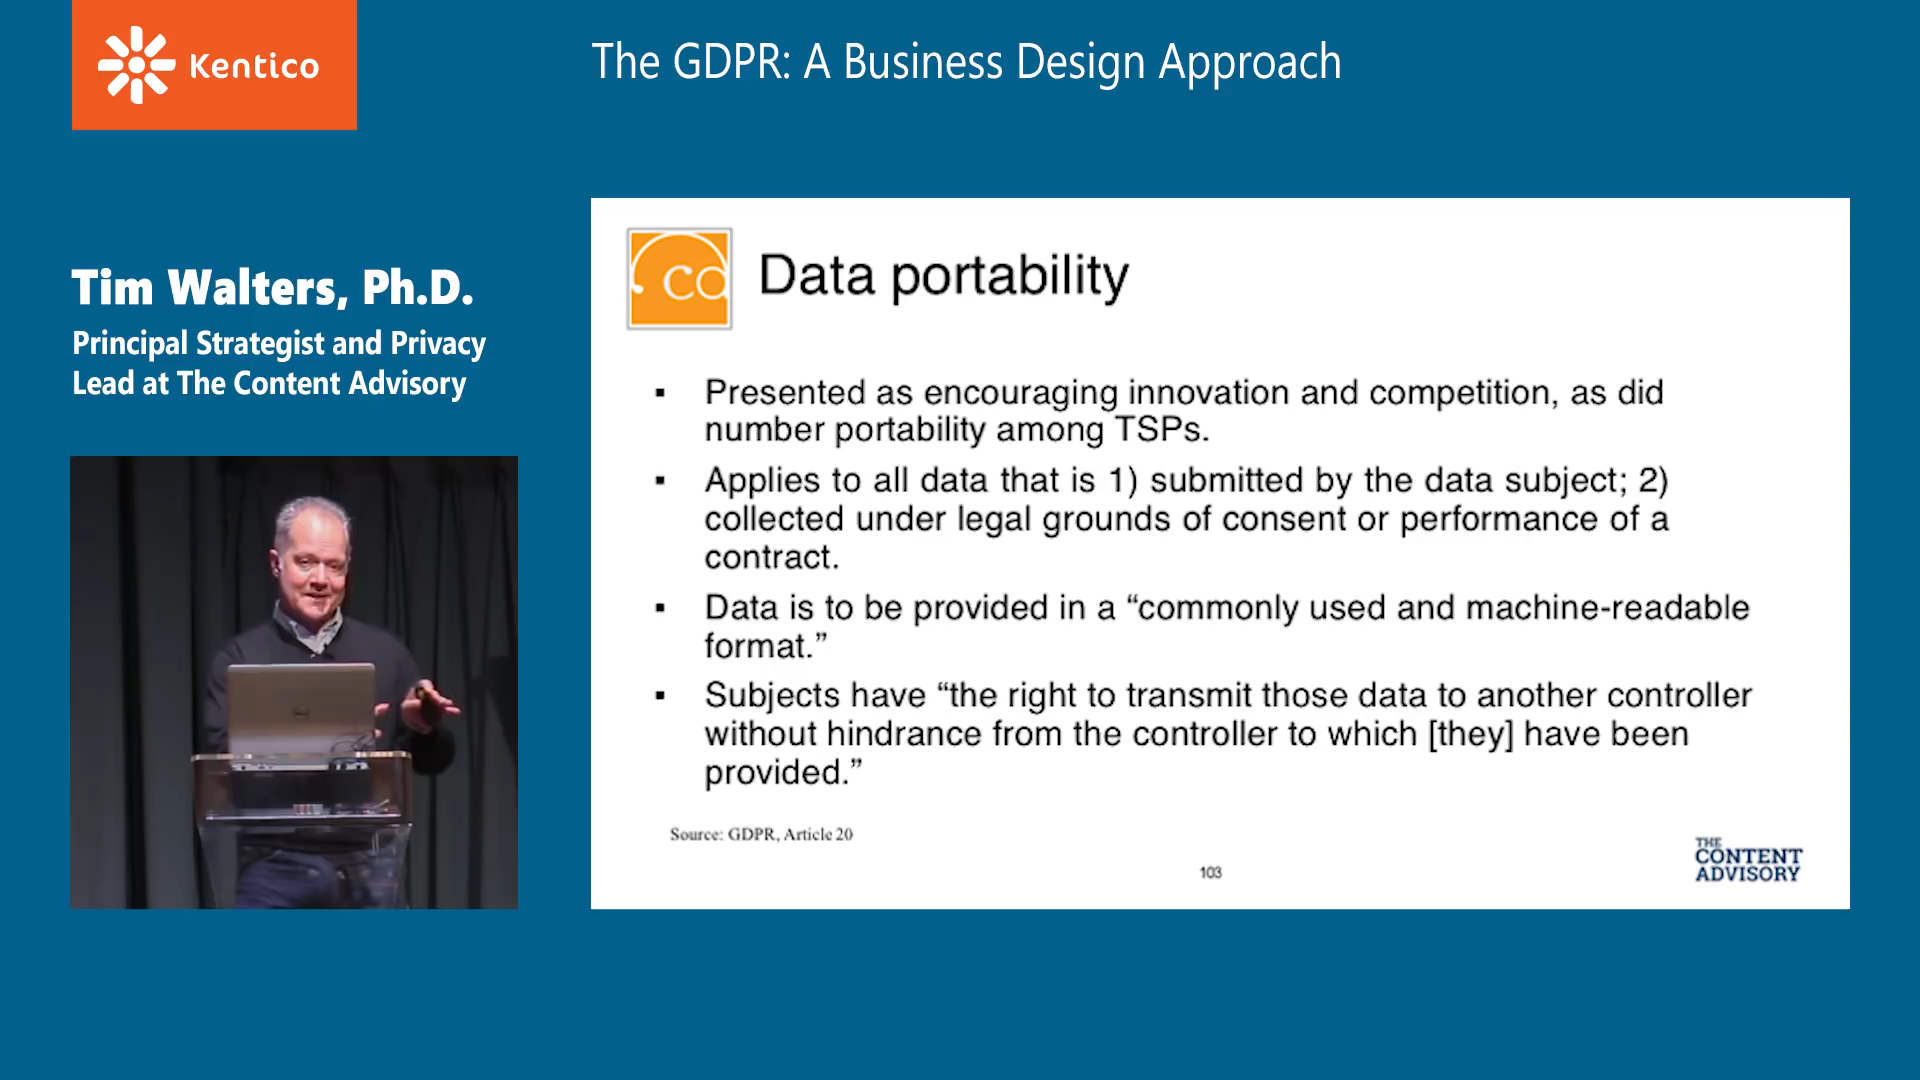 Kentico
The GDPR: A Business Design Approach
Tim Walters, Ph.D.
Principal Strategist and Privacy
Lead at The Content Advisory
ca
Data portability
▪ Presented as encouraging innovation and competition, as did
number portability among TSPs.
▪ Applies to all data that is 1) submitted by the data subject; 2)
collected under legal grounds of consent or performance of a
contract.
▪ Data is to be provided in a “commonly used and machine-readable
format.”
▪ Subjects have “the right to transmit those data to another controller
without hindrance from the controller to which [they] have been
provided.”
Source: GDPR, Article 20
103
THE
CONTENT
ADVISORY